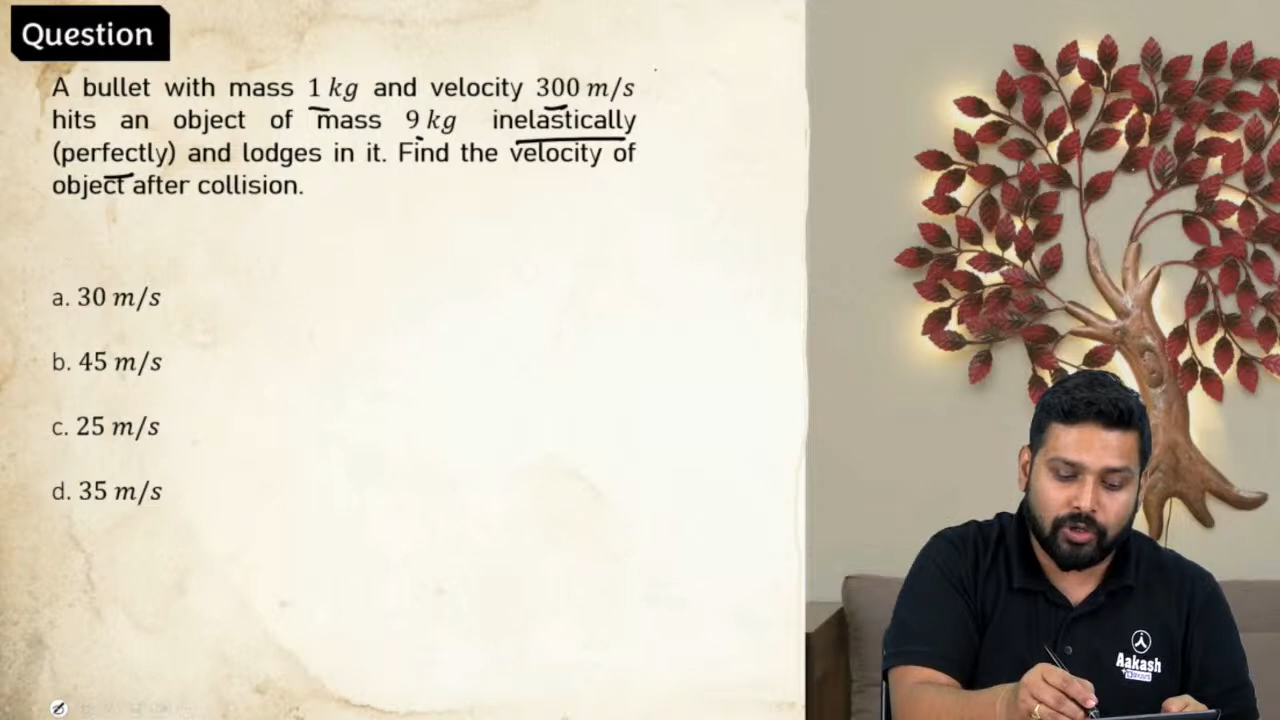 Question
A bullet with mass 1 kg and velocity 300 m/s
hits an object of mass 9 kg inelastically
(perfectly) and lodges in it. Find the velocity of
object after collision.
a. 30 m/s
b. 45 m/s
c. 25 m/s
d. 35 m/s
Aakash